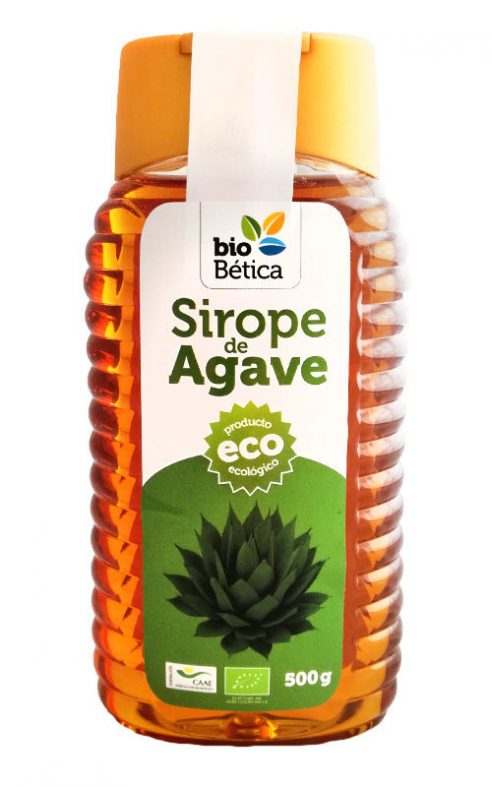 bio
Bética
Sirope
de
Agave
producto
eco
ecológico
CAAE
500g